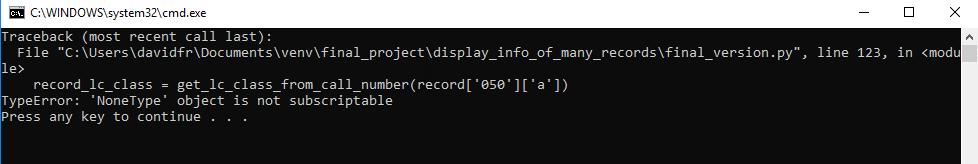 C:\WINDOWS\system32\cmd.exe
Traceback (most recent call last):
  File "C:\Users\davidfr\Documents\venv\final_project\display_info_of_many_records\final_version.py", line 123, in <modu
le>
    record_lc_class = get_lc_class_from_call_number(record['050']['a'])
TypeError: 'NoneType' object is not subscriptable
Press any key to continue . . .